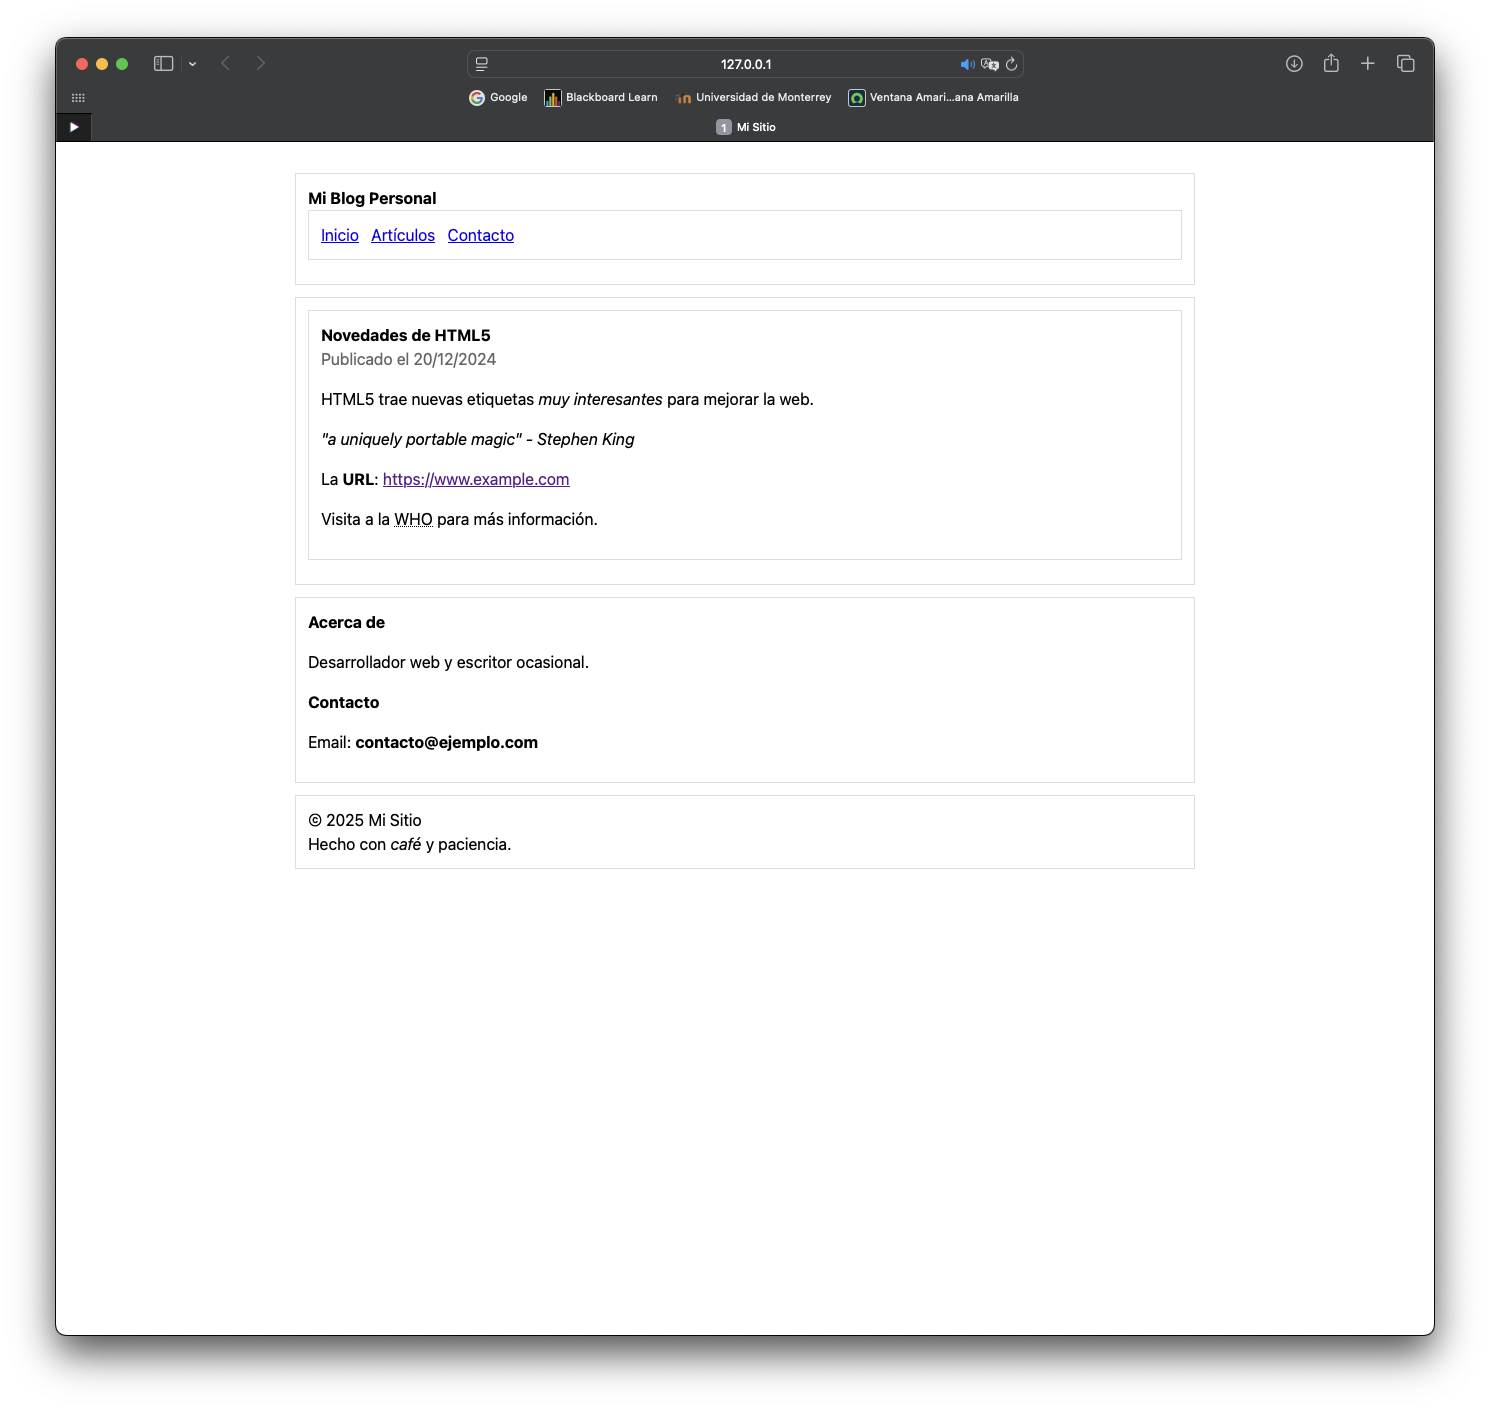 127.0.0.1
Google Blackboard Learn Universidad de Monterrey Ventana Amari...ana Amarilla
1 Mi Sitio
Mi Blog Personal
Inicio Artículos Contacto
Novedades de HTML5
Publicado el 20/12/2024
HTML5 trae nuevas etiquetas muy interesantes para mejorar la web.
"a uniquely portable magic" - Stephen King
La URL: https://www.example.com
Visita a la WHO para más información.
Acerca de
Desarrollador web y escritor ocasional.
Contacto
Email: contacto@ejemplo.com
© 2025 Mi Sitio
Hecho con café y paciencia.